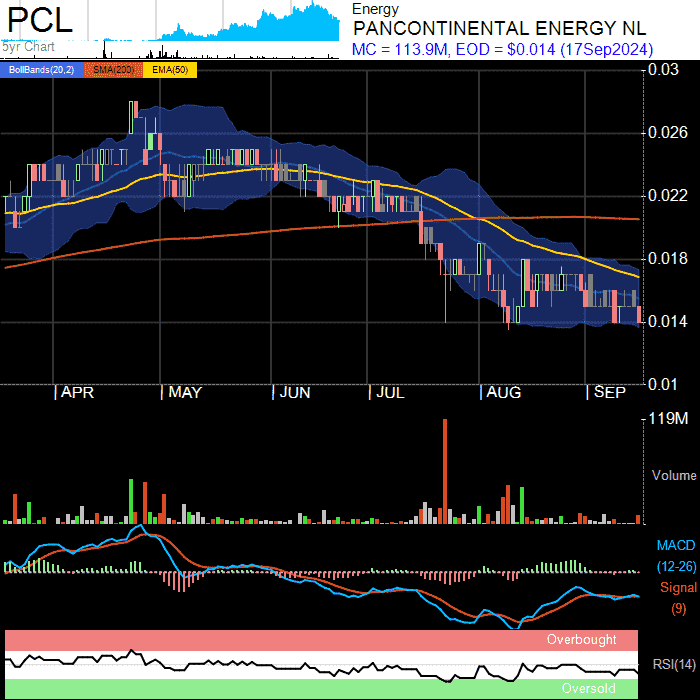 PCL
5yr Chart
Energy
PANCONTINENTAL ENERGY NL
MC = 113.9M, EOD = $0.014 (17Sep2024)
BollBands(20,2) SMA(200) EMA(50)
0.03
0.026
0.022
0.018
0.014
0.01
APR MAY JUN JUL AUG SEP
119M
Volume
MACD
(12-26)
Signal
(9)
Overbought
RSI(14)
Oversold